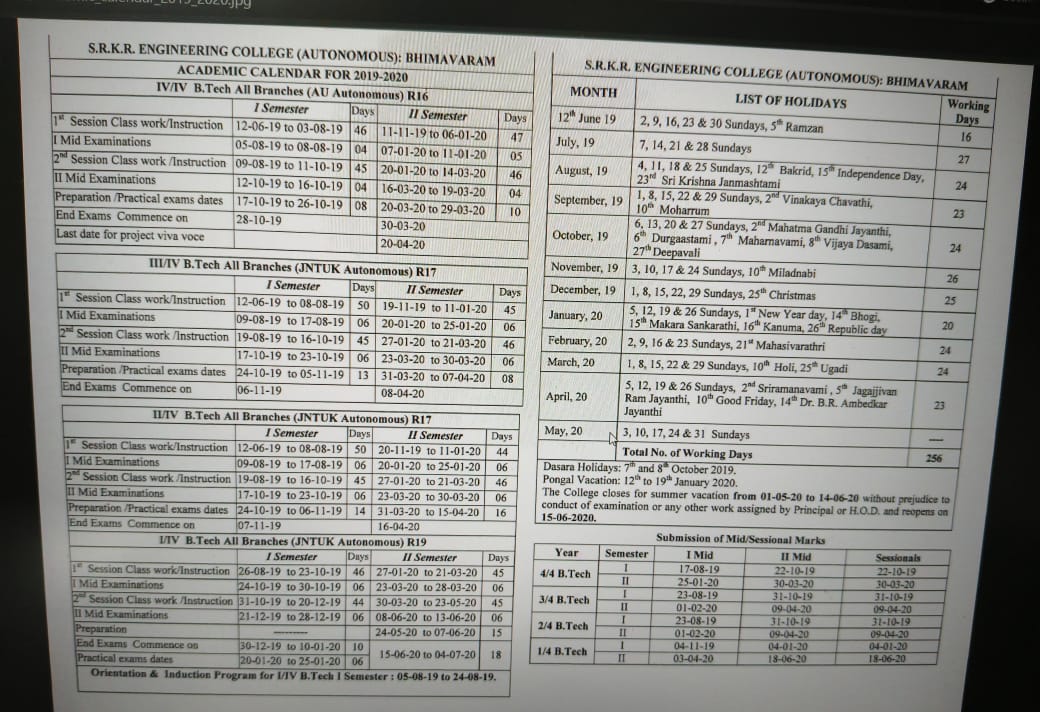 _calendar_2019_2020.jpg
S.R.K.R. ENGINEERING COLLEGE (AUTONOMOUS): BHIMAVARAM
ACADEMIC CALENDAR FOR 2019-2020
IV/IV B.Tech All Branches (AU Autonomous) R16
I Semester Days II Semester Days
1st Session Class work/Instruction 12-06-19 to 03-08-19 46 11-11-19 to 06-01-20 47
I Mid Examinations 05-08-19 to 08-08-19 04 07-01-20 to 11-01-20 05
2nd Session Class work /Instruction 09-08-19 to 11-10-19 45 20-01-20 to 14-03-20 46
II Mid Examinations 12-10-19 to 16-10-19 04 16-03-20 to 19-03-20 04
Preparation /Practical exams dates 17-10-19 to 26-10-19 08 20-03-20 to 29-03-20 10
End Exams Commence on 28-10-19 30-03-20
Last date for project viva voce 20-04-20
III/IV B.Tech All Branches (JNTUK Autonomous) R17
I Semester Days II Semester Days
1st Session Class work/Instruction 12-06-19 to 08-08-19 50 19-11-19 to 11-01-20 45
I Mid Examinations 09-08-19 to 17-08-19 06 20-01-20 to 25-01-20 06
2nd Session Class work /Instruction 19-08-19 to 16-10-19 45 27-01-20 to 21-03-20 46
II Mid Examinations 17-10-19 to 23-10-19 06 23-03-20 to 30-03-20 06
Preparation /Practical exams dates 24-10-19 to 05-11-19 13 31-03-20 to 07-04-20 08
End Exams Commence on 06-11-19 08-04-20
II/IV B.Tech All Branches (JNTUK Autonomous) R17
I Semester Days II Semester Days
1st Session Class work/Instruction 12-06-19 to 08-08-19 50 20-11-19 to 11-01-20 44
I Mid Examinations 09-08-19 to 17-08-19 06 20-01-20 to 25-01-20 06
2nd Session Class work /Instruction 19-08-19 to 16-10-19 45 27-01-20 to 21-03-20 46
II Mid Examinations 17-10-19 to 23-10-19 06 23-03-20 to 30-03-20 06
Preparation /Practical exams dates 24-10-19 to 06-11-19 14 31-03-20 to 15-04-20 16
End Exams Commence on 07-11-19 16-04-20
I/IV B.Tech All Branches (JNTUK Autonomous) R19
I Semester Days II Semester Days
1st Session Class work/Instruction 26-08-19 to 23-10-19 46 27-01-20 to 21-03-20 45
I Mid Examinations 24-10-19 to 30-10-19 06 23-03-20 to 28-03-20 06
2nd Session Class work /Instruction 31-10-19 to 20-12-19 44 30-03-20 to 23-05-20 45
II Mid Examinations 21-12-19 to 28-12-19 06 08-06-20 to 13-06-20 06
Preparation ---------- 24-05-20 to 07-06-20 15
End Exams Commence on 30-12-19 to 10-01-20 10 15-06-20 to 04-07-20 18
Practical exams dates 20-01-20 to 25-01-20 06
Orientation & Induction Program for I/IV B.Tech I Semester : 05-08-19 to 24-08-19.
S.R.K.R. ENGINEERING COLLEGE (AUTONOMOUS): BHIMAVARAM
MONTH LIST OF HOLIDAYS Working
Days
12th June 19 2, 9, 16, 23 & 30 Sundays, 5th Ramzan 16
July, 19 7, 14, 21 & 28 Sundays 27
August, 19 4, 11, 18 & 25 Sundays, 12th Bakrid, 15th Independence Day,
23rd Sri Krishna Janmashtami 24
September, 19 1, 8, 15, 22 & 29 Sundays, 2nd Vinakaya Chavathi,
10th Moharrum 23
October, 19 6, 13, 20 & 27 Sundays, 2nd Mahatma Gandhi Jayanthi,
6th Durgaastami , 7th Maharnavami, 8th Vijaya Dasami,
27th Deepavali 24
November, 19 3, 10, 17 & 24 Sundays, 10th Miladnabi 26
December, 19 1, 8, 15, 22, 29 Sundays, 25th Christmas 25
January, 20 5, 12, 19 & 26 Sundays, 1st New Year day, 14th Bhogi,
15th Makara Sankarathi, 16th Kanuma, 26th Republic day 20
February, 20 2, 9, 16 & 23 Sundays, 21st Mahasivarathri 24
March, 20 1, 8, 15, 22 & 29 Sundays, 10th Holi, 25th Ugadi 24
April, 20 5, 12, 19 & 26 Sundays, 2nd Sriramanavami , 5th Jagajjivan
Ram Jayanthi, 10th Good Friday, 14th Dr. B.R. Ambedkar
Jayanthi 23
May, 20 3, 10, 17, 24 & 31 Sundays ----
Total No. of Working Days 256
Dasara Holidays: 7th and 8th October 2019.
Pongal Vacation: 12th to 19th January 2020.
The College closes for summer vacation from 01-05-20 to 14-06-20 without prejudice to
conduct of examination or any other work assigned by Principal or H.O.D. and reopens on
15-06-2020.
Submission of Mid/Sessional Marks
Year Semester I Mid II Mid Sessionals
4/4 B.Tech I 17-08-19 22-10-19 22-10-19
II 25-01-20 30-03-20 30-03-20
3/4 B.Tech I 23-08-19 31-10-19 31-10-19
II 01-02-20 09-04-20 09-04-20
2/4 B.Tech I 23-08-19 31-10-19 31-10-19
II 01-02-20 09-04-20 09-04-20
1/4 B.Tech I 04-11-19 04-01-20 04-01-20
II 03-04-20 18-06-20 18-06-20